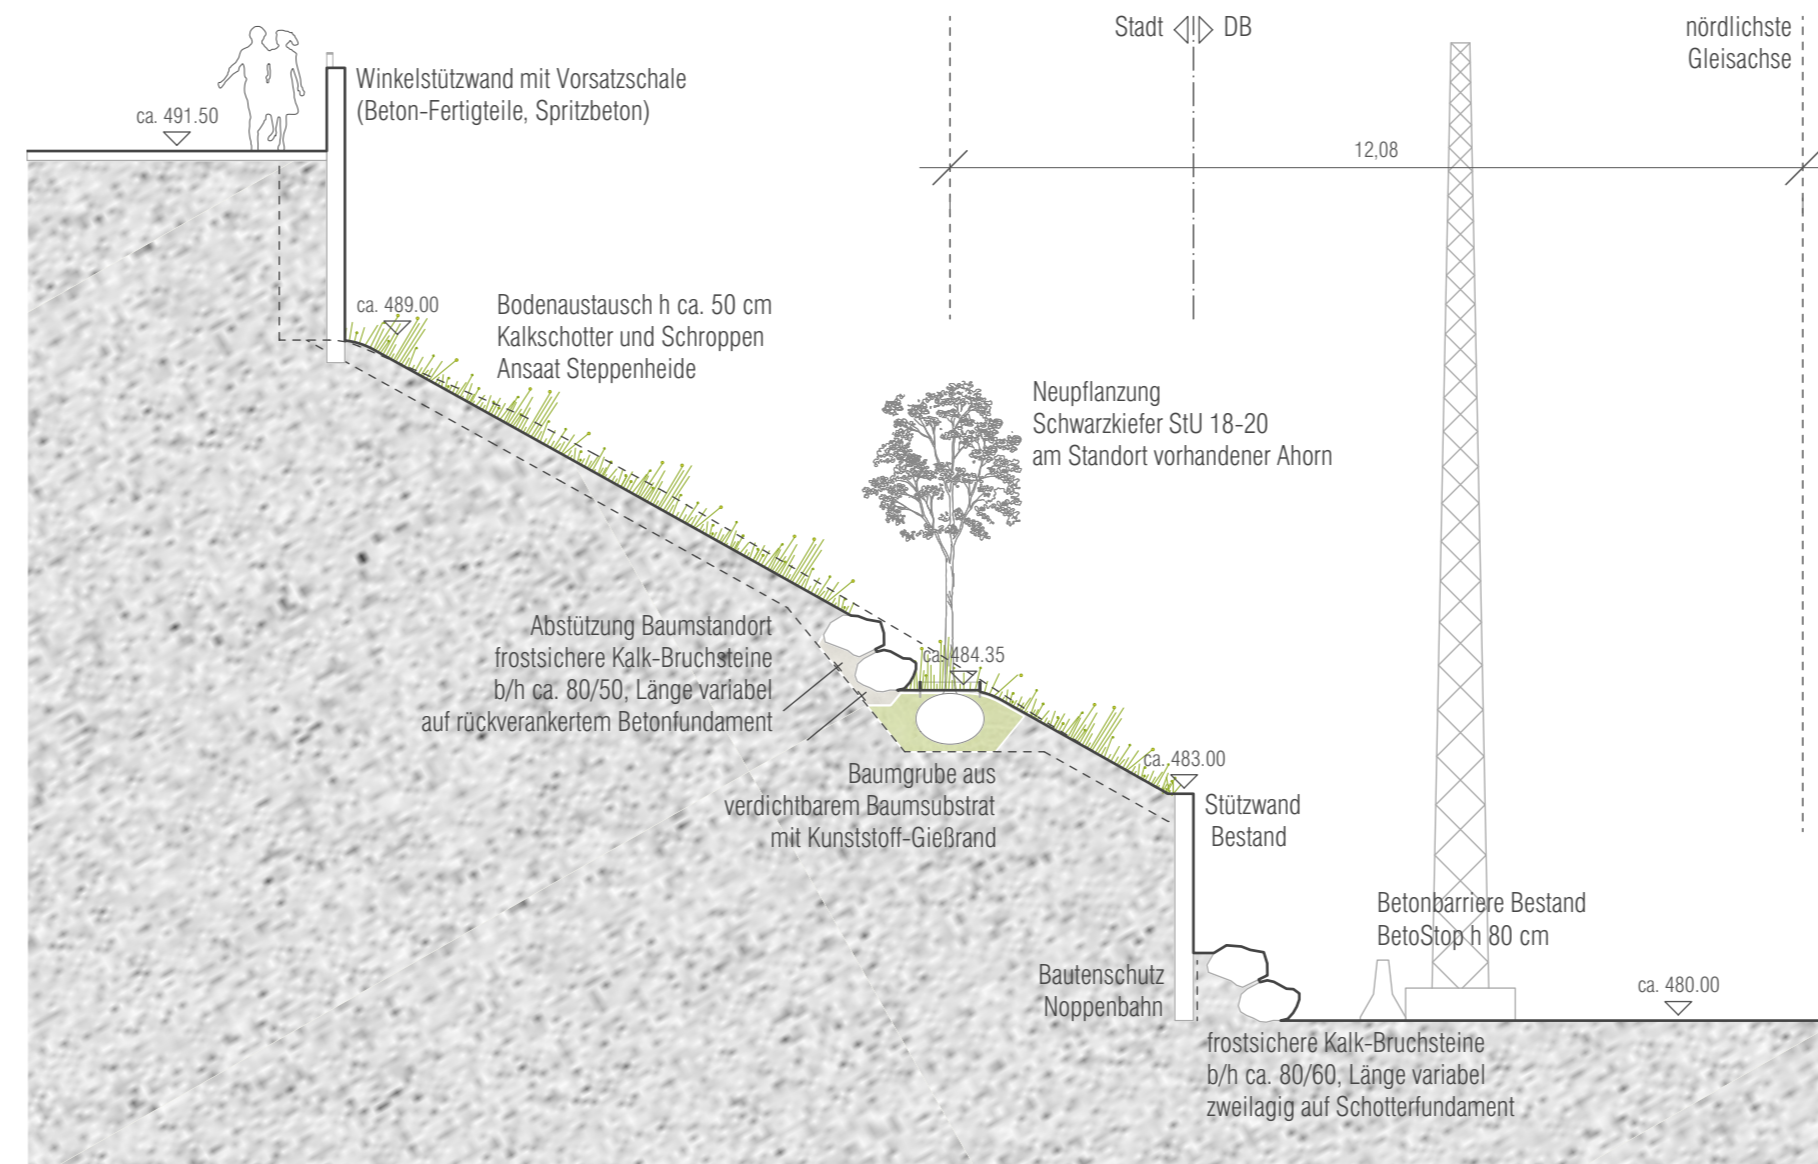 Stadt DB
nördlichste
Gleisachse
Winkelstützwand mit Vorsatzschale
(Beton-Fertigteile, Spritzbeton)
ca. 491.50
12,08
ca. 489.00
Bodenaustausch h ca. 50 cm
Kalkschotter und Schroppen
Ansaat Steppenheide
Neupflanzung
Schwarzkiefer StU 18-20
am Standort vorhandener Ahorn
Abstützung Baumstandort
frostsichere Kalk-Bruchsteine
b/h ca. 80/50, Länge variabel
auf rückverankertem Betonfundament
ca. 484.35
ca. 483.00
Baumgrube aus
verdichtbarem Baumsubstrat
mit Kunststoff-Gießrand
Stützwand
Bestand
Betonbarriere Bestand
BetoStop h 80 cm
Bautenschutz
Noppenbahn
ca. 480.00
frostsichere Kalk-Bruchsteine
b/h ca. 80/60, Länge variabel
zweilagig auf Schotterfundament